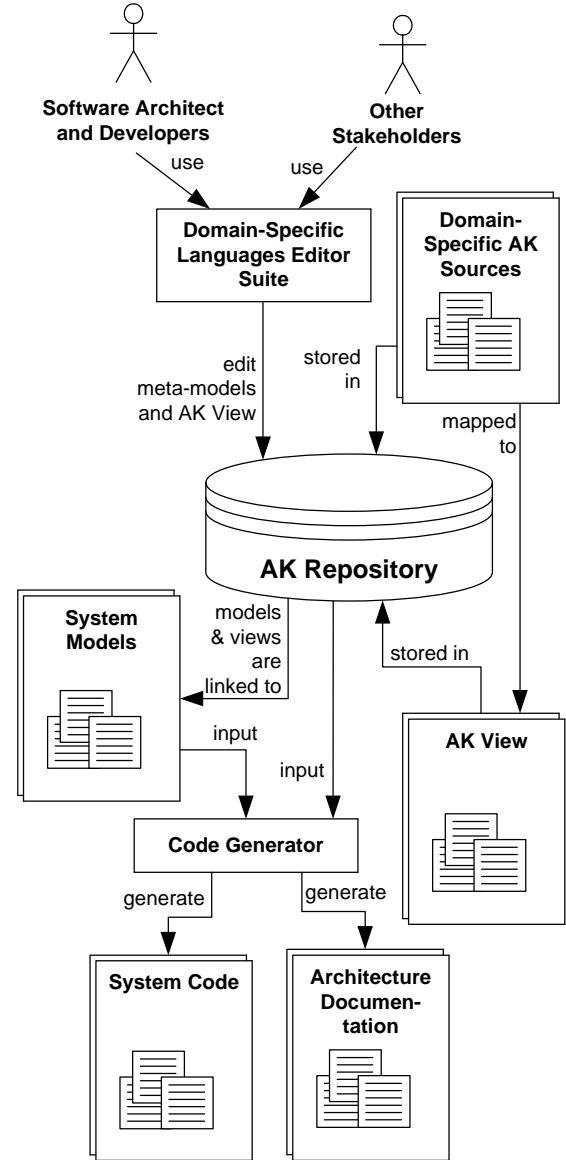 Software Architect
and Developers
Other
Stakeholders
use
use
Domain-Specific
Languages Editor
Suite
Domain-
Specific AK
Sources
edit
meta-models
and AK View
stored
in
mapped
to
AK Repository
System
Models
models
& views
are
linked to
stored in
AK View
input
input
Code Generator
generate
generate
System Code
Architecture
Documen-
tation